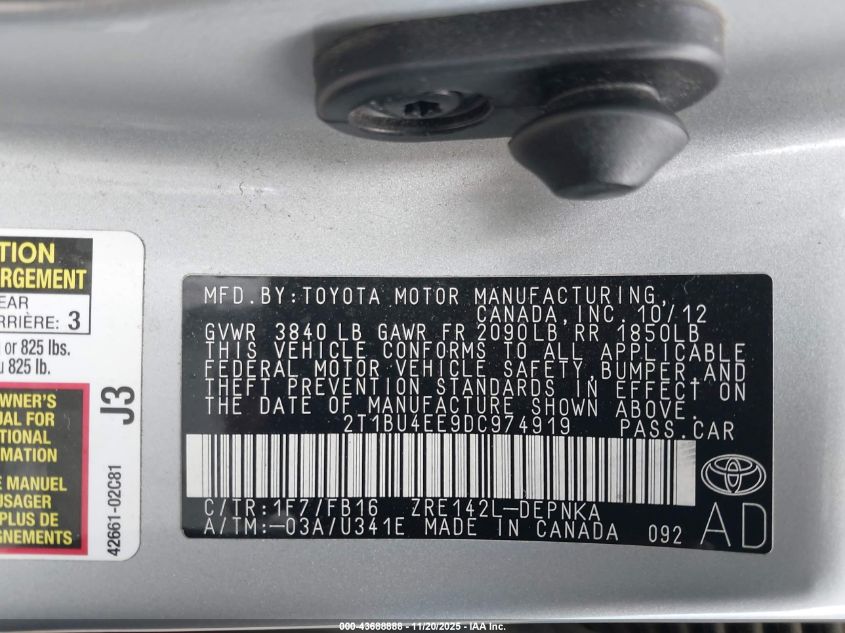 TION
RGEMENT
EAR
RRIÈRE: 3
or 825 lbs.
825 lb.
WNER'S
UAL FOR
TIONAL
RMATION
E MANUEL
USAGER
PLUS DE
GNEMENTS
J3
42661-02C81
MFD. BY: TOYOTA MOTOR MANUFACTURING,
CANADA, INC. 10/12
GVWR 3840 LB GAWR FR 2090LB RR 1850LB
THIS VEHICLE CONFORMS TO ALL APPLICABLE
FEDERAL MOTOR VEHICLE SAFETY, BUMPER AND
THEFT PREVENTION STANDARDS IN EFFECT ON
THE DATE OF MANUFACTURE SHOWN ABOVE.
2T1BU4EE9DC974919 PASS. CAR
C/TR: 1F7/FB16 ZRE142L-DEPNKA
A/TM: -03A/U341E MADE IN CANADA 092
AD
000-43688888 - 11/20/2025 - IAA Inc.